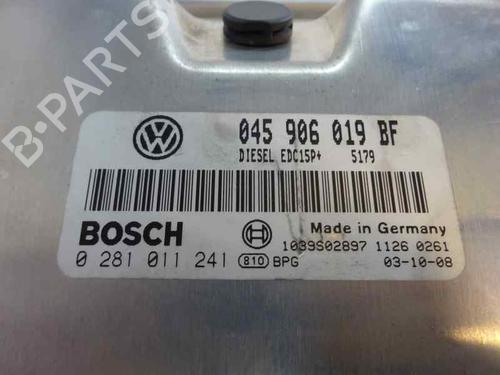 045 906 019 BF
DIESEL EDC15P+ 5179
BOSCH
Made in Germany
1039S02897 1126 0261
0 281 011 241 810 BPG 03-10-08
B-PARTS